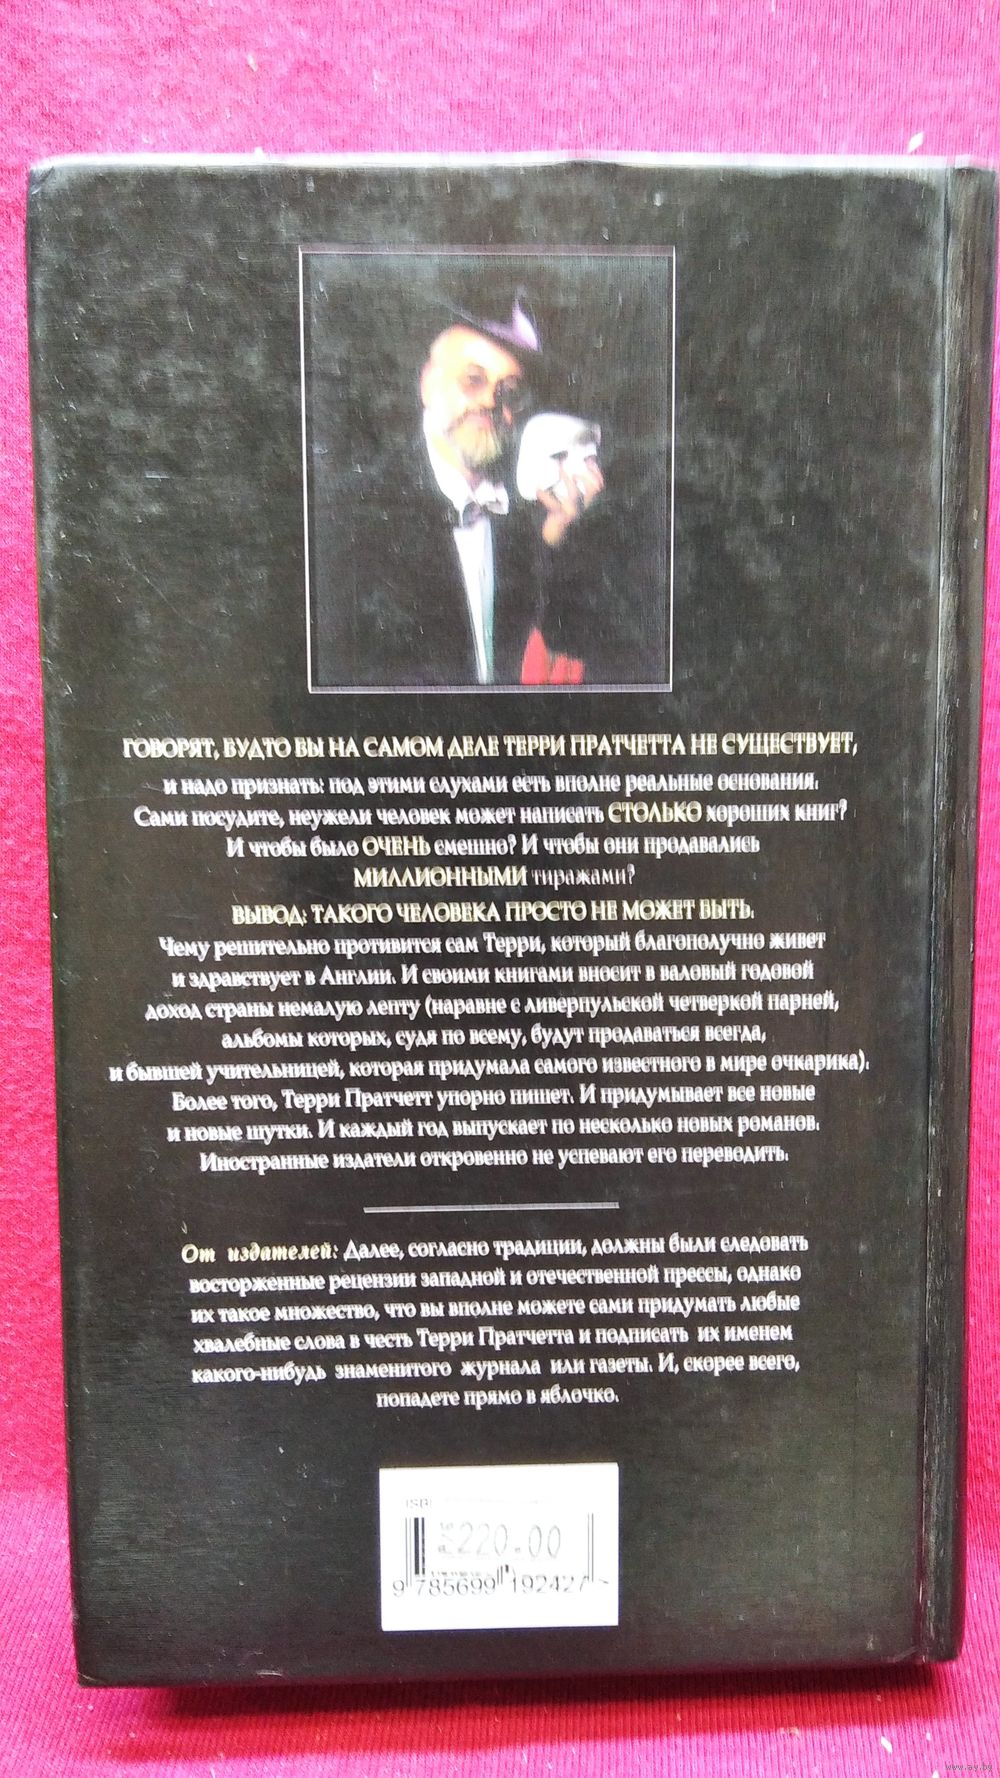 ГОВОРЯТ, БУДТО БЫ НА САМОМ ДЕЛЕ ТЕРРИ ПРАТЧЕТТА НЕ СУЩЕСТВУЕТ,
и надо признать: под этими слухами есть вполне реальные основания.
Сами посудите, неужели человек может написать СТОЛЬКО хороших книг?
И чтобы было ОЧЕНЬ смешно? И чтобы они продавались
МИЛЛИОННЫМИ тиражами?
ВЫВОД: ТАКОГО ЧЕЛОВЕКА ПРОСТО НЕ МОЖЕТ БЫТЬ.
Чему решительно противится сам Терри, который благополучно живет
и здравствует в Англии. И своими книгами вносит в валовый годовой
доход страны немалую лепту (наравне с ливерпульской четверкой парней,
альбомы которых, судя по всему, будут продаваться всегда,
и бывшей учительницей, которая придумала самого известного в мире очкарика).
Более того, Терри Пратчетт упорно пишет. И придумывает все новые
и новые шутки. И каждый год выпускает по несколько новых романов.
Иностранные издатели откровенно не успевают его переводить.
От издателей: Далее, согласно традиции, должны были следовать
восторженные рецензии западной и отечественной прессы, однако
их такое множество, что вы вполне можете сами придумать любые
хвалебные слова в честь Терри Пратчетта и подписать их именем
какого-нибудь знаменитого журнала или газеты. И, скорее всего,
попадете прямо в яблочко.
ISBN
220.00
9 785699 192427
www.ay.by